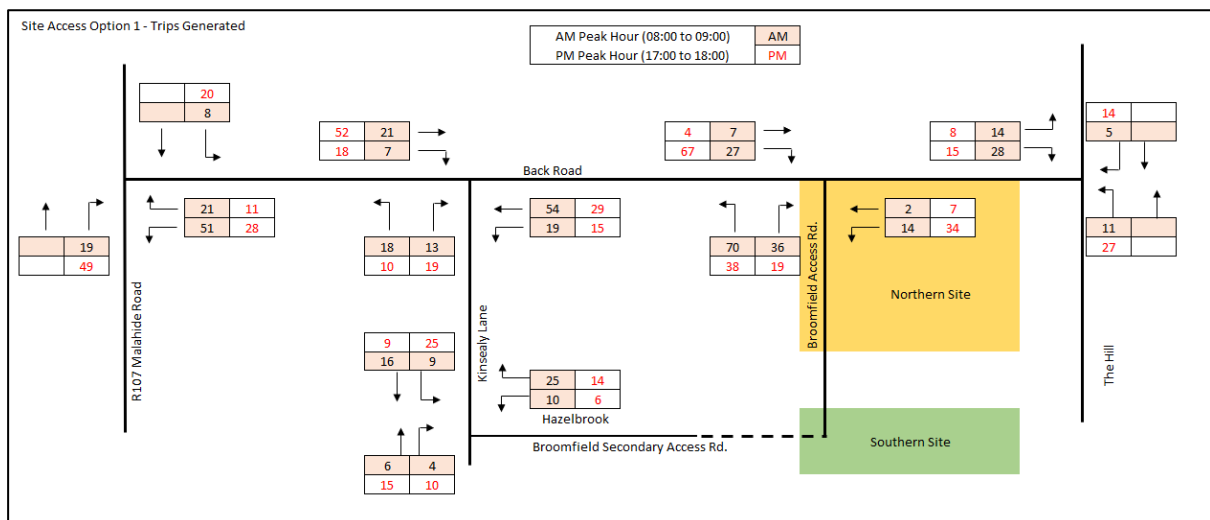 Site Access Option 1 - Trips Generated
AM Peak Hour (08:00 to 09:00) AM
PM Peak Hour (17:00 to 18:00) PM
20
8
52 21
18 7
4 7
67 27
8 14
15 28
14
5
Back Road
19
49
21 11
51 28
18 13
10 19
54 29
19 15
70 36
38 19
2 7
14 34
11
27
R107 Malahide Road
Kinsealy Lane
Broomfield Access Rd.
Northern Site
The Hill
9 25
16 9
25 14
10 6
Hazelbrook
Broomfield Secondary Access Rd.
Southern Site
6 4
15 10